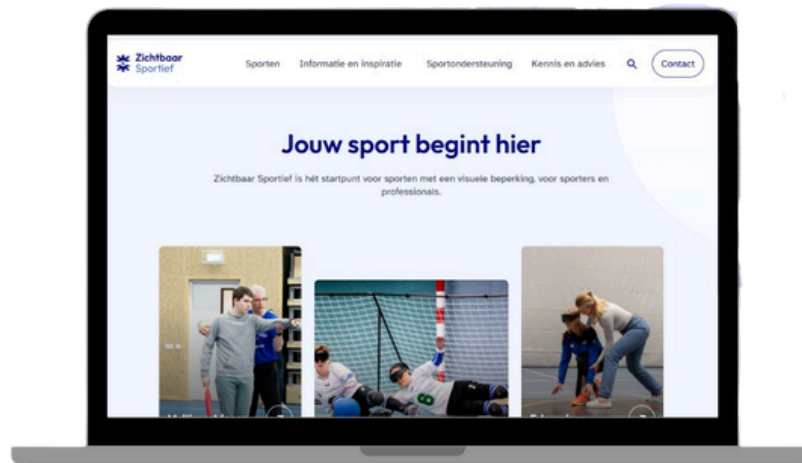 Zichtbaar
Sportief
Sporten
Informatie en inspiratie
Sportondersteuning
Kennis en advies
Contact
Jouw sport begint hier
Zichtbaar Sportief is hét startpunt voor sporten met een visuele beperking, voor sporters en
professionals.
8